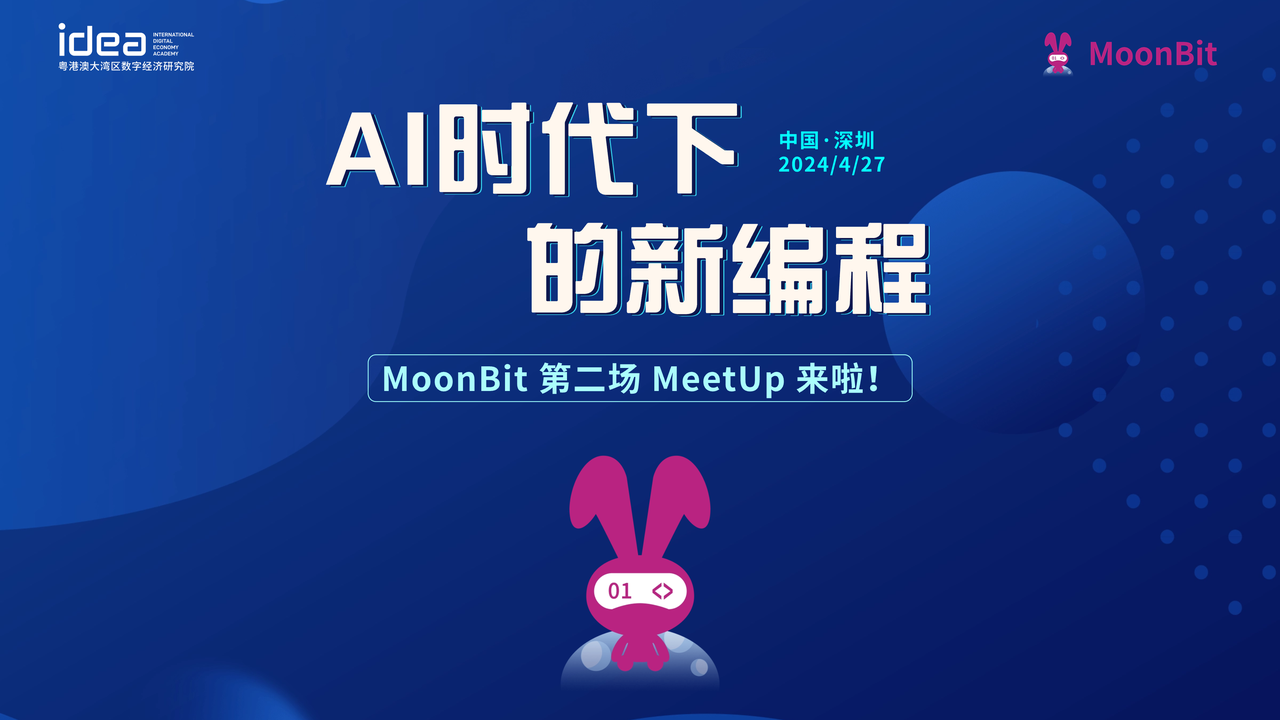 idea
INTERNATIONAL
DIGITAL
ECONOMY
ACADEMY
粤港澳大湾区数字经济研究院
MoonBit
AI时代下
中国·深圳
2024/4/27
的新编程
MoonBit 第二场 MeetUp 来啦！
01 <>